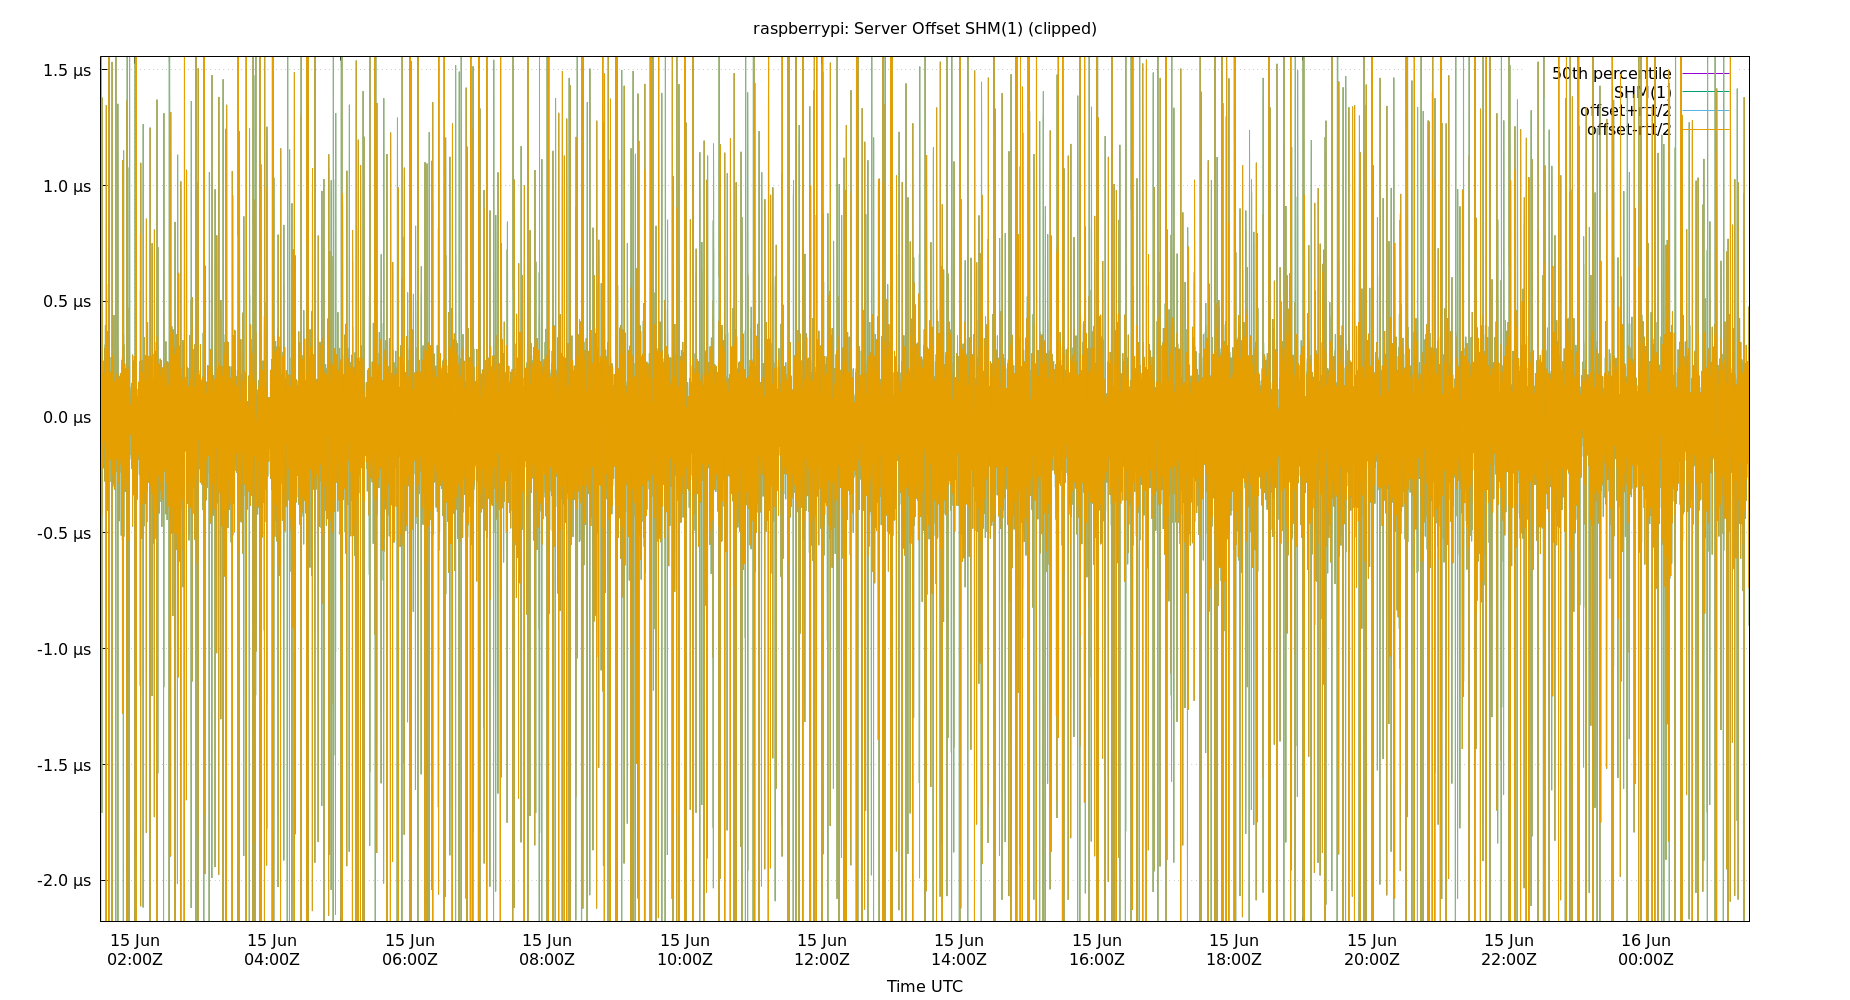 raspberrypi: Server Offset SHM(1) (clipped)
1.5 µs
1.0 µs
0.5 µs
0.0 µs
-0.5 µs
-1.0 µs
-1.5 µs
-2.0 µs
50th percentile
SHM(1)
offset+rtt/2
offset-rtt/2
15 Jun 15 Jun 15 Jun 15 Jun 15 Jun 15 Jun 15 Jun 15 Jun 15 Jun 15 Jun 15 Jun 16 Jun
02:00Z 04:00Z 06:00Z 08:00Z 10:00Z 12:00Z 14:00Z 16:00Z 18:00Z 20:00Z 22:00Z 00:00Z
Time UTC